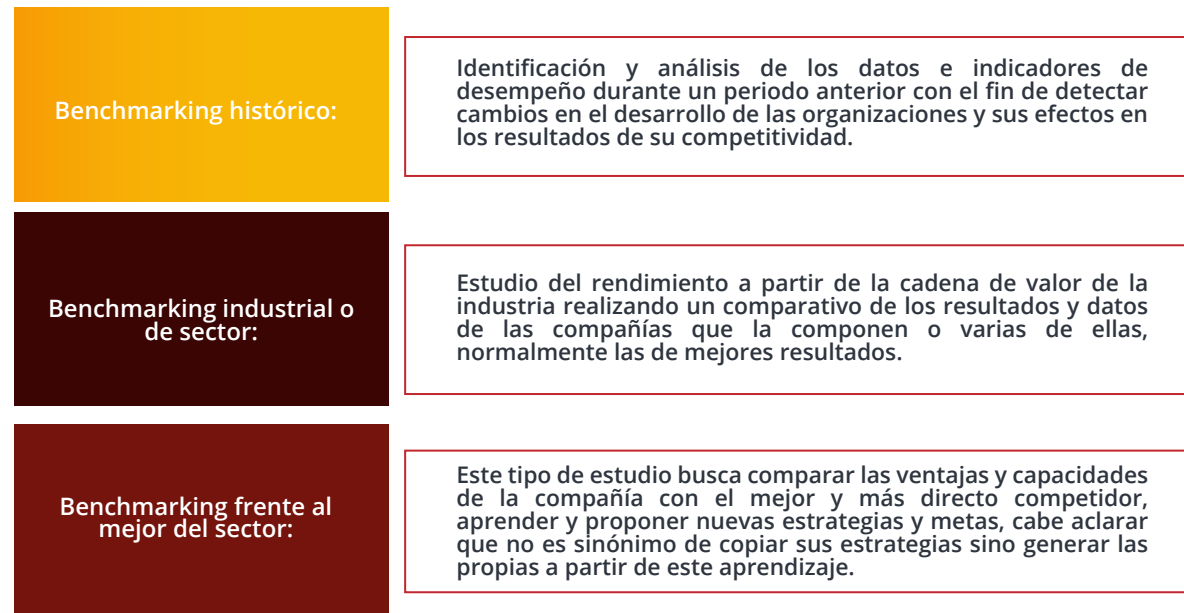 Benchmarking histórico:
Identificación y análisis de los datos e indicadores de
desempeño durante un periodo anterior con el fin de detectar
cambios en el desarrollo de las organizaciones y sus efectos en
los resultados de su competitividad.
Benchmarking industrial o
de sector:
Estudio del rendimiento a partir de la cadena de valor de la
industria realizando un comparativo de los resultados y datos
de las compañías que la componen o varias de ellas,
normalmente las de mejores resultados.
Benchmarking frente al
mejor del sector:
Este tipo de estudio busca comparar las ventajas y capacidades
de la compañía con el mejor y más directo competidor,
aprender y proponer nuevas estrategias y metas, cabe aclarar
que no es sinónimo de copiar sus estrategias sino generar las
propias a partir de este aprendizaje.